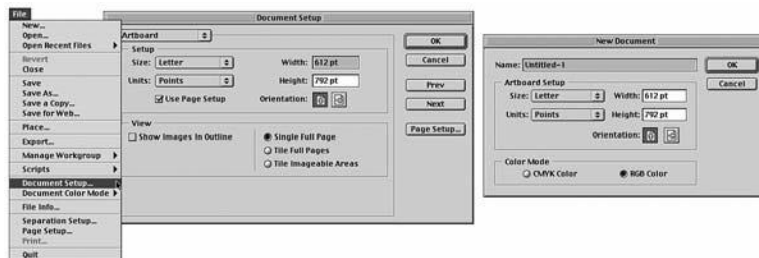 File
New...
Open...
Open Recent Files
Revert
Close
Save
Save As...
Save a Copy...
Save for Web...
Place...
Export...
Manage Workgroup
Scripts
Document Setup...
Document Color Mode
File Info...
Separation Setup...
Page Setup...
Print...
Quit
Document Setup
Artboard
Setup
Size: Letter
Width: 612 pt
Units: Points
Height: 792 pt
Use Page Setup
Orientation:
View
Show Images In Outline
Single Full Page
Tile Full Pages
Tile Imageable Areas
OK
Cancel
Prev
Next
Page Setup...
New Document
Name: Untitled-1
Artboard Setup
Size: Letter
Width: 612 pt
Units: Points
Height: 792 pt
Orientation:
Color Mode
CMYK Color
RGB Color
OK
Cancel